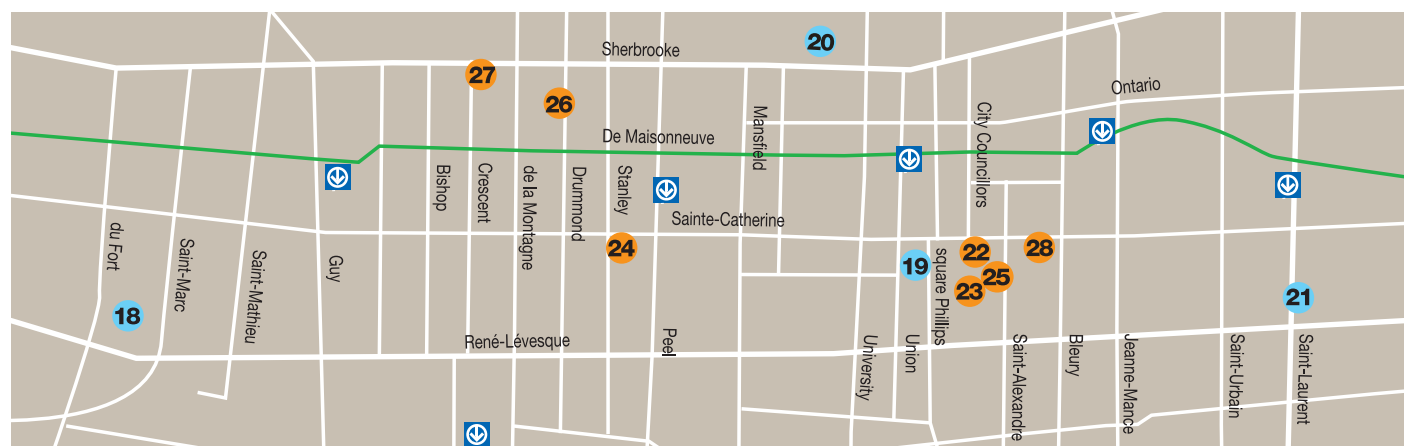 20
Sherbrooke
27
26
Ontario
Mansfield
City Councillors
De Maisonneuve
Bishop
Crescent
de la Montagne
Drummond
Stanley
Sainte-Catherine
du Fort
Saint-Marc
Saint-Mathieu
Guy
24
22
28
19
square Phillips
25
23
18
21
René-Lévesque
Peel
University
Union
Saint-Alexandre
Bleury
Jeanne-Mance
Saint-Urbain
Saint-Laurent